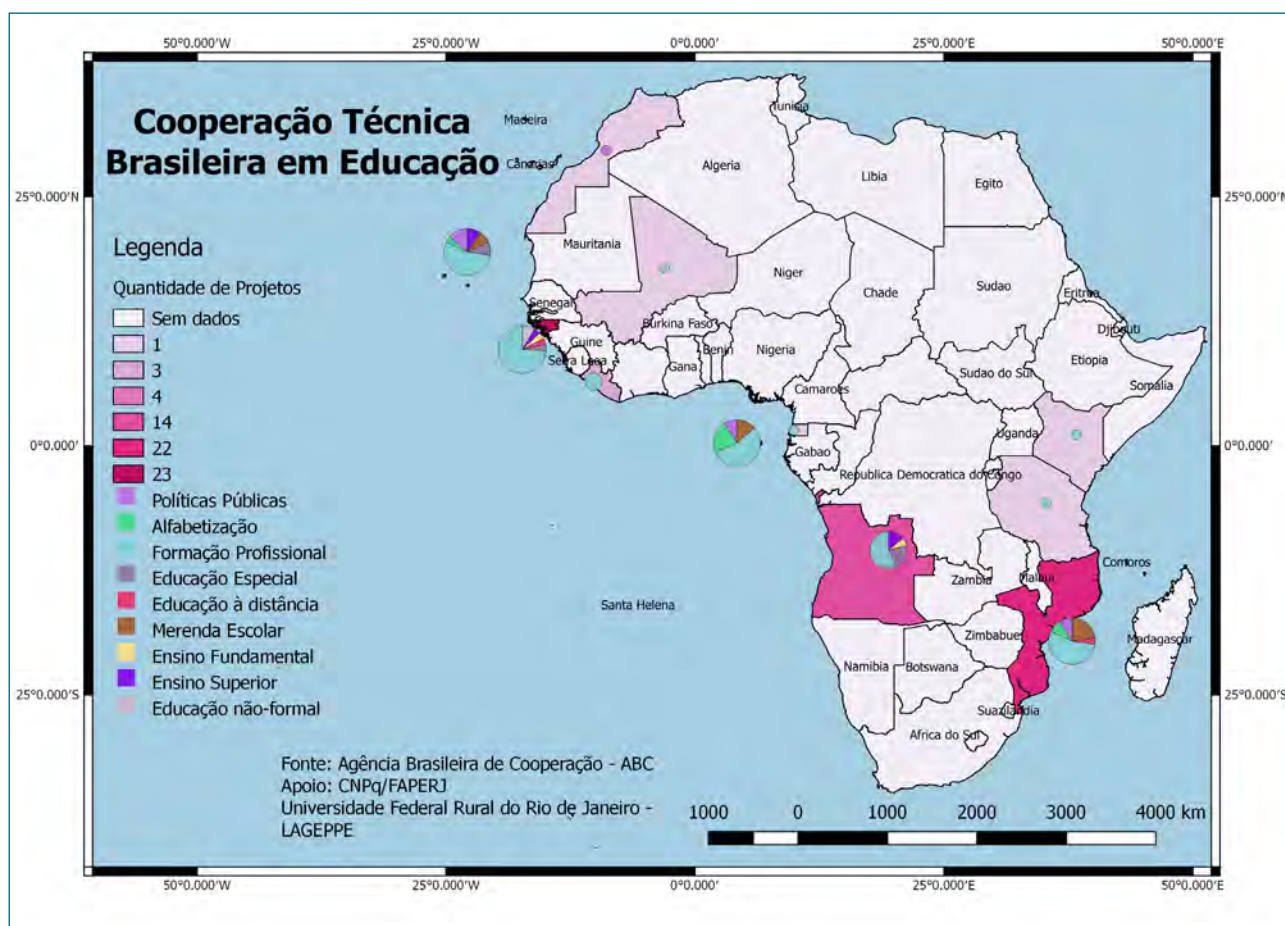 50°0.000'W
25°0.000'W
0°0.000'
25°0.000'E
50°0.000'E
Cooperação Técnica
Brasileira em Educação
Madeira
Canarias
Tunisia
Algeria
Libia
Egito
25°0.000'N
25°0.000'N
Mauritania
Niger
Chade
Sudao
Eritrea
Senegal
Burkina Faso
Djibouti
Guine
Benin
Nigeria
Etiopia
Serra Leoa
Gana
Sudao do Sul
Somalia
Camarões
Uganda
0°0.000'
0°0.000'
Gabao
Republica Democratica do Congo
Comoros
Zambia
Malaui
Santa Helena
Zimbabue
Madagascar
Namibia
Botswana
25°0.000'S
25°0.000'S
Suazilandia
Africa do Sul
Legenda
Quantidade de Projetos
Sem dados
1
3
4
14
22
23
Políticas Públicas
Alfabetização
Formação Profissional
Educação Especial
Educação à distância
Merenda Escolar
Ensino Fundamental
Ensino Superior
Educação não-formal
Fonte: Agência Brasileira de Cooperação - ABC
Apoio: CNPq/FAPERJ
Universidade Federal Rural do Rio de Janeiro -
LAGEPPE
1000 0 1000 2000 3000 4000 km
50°0.000'W
25°0.000'W
0°0.000'
25°0.000'E
50°0.000'E